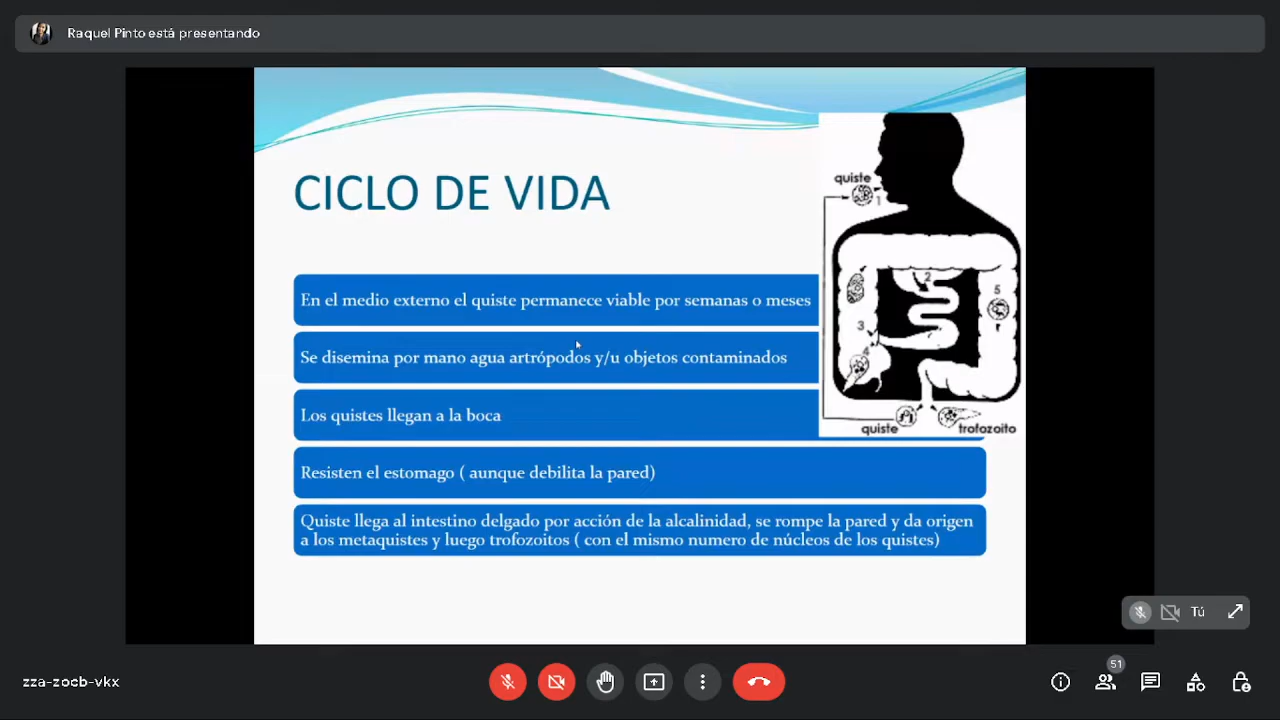 Raquel Pinto está presentando
CICLO DE VIDA
quiste
1
En el medio externo el quiste permanece viable por semanas o meses
2
5
Se disemina por mano agua artrópodos y/u objetos contaminados
3
4
Los quistes llegan a la boca
quiste
trofozoito
Resisten el estomago ( aunque debilita la pared)
Quiste llega al intestino delgado por acción de la alcalinidad, se rompe la pared y da origen
a los metaquistes y luego trofozoitos ( con el mismo numero de núcleos de los quistes)
Tú
zza-zocb-vkx
51